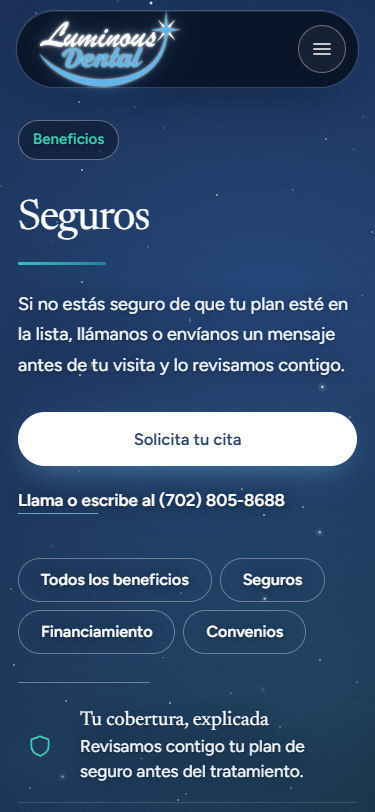 Luminous
Dental
Beneficios
Seguros
Si no estás seguro de que tu plan esté en
la lista, llámanos o envíanos un mensaje
antes de tu visita y lo revisamos contigo.
Solicita tu cita
Llama o escribe al (702) 805-8688
Todos los beneficios
Seguros
Financiamiento
Convenios
Tu cobertura, explicada
Revisamos contigo tu plan de
seguro antes del tratamiento.